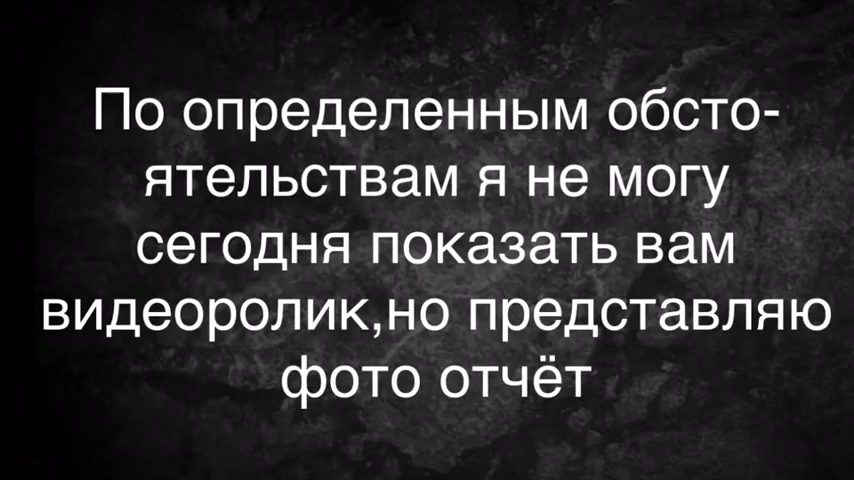 По определенным обсто-
ятельствам я не могу
сегодня показать вам
видеоролик,но представляю
фото отчёт